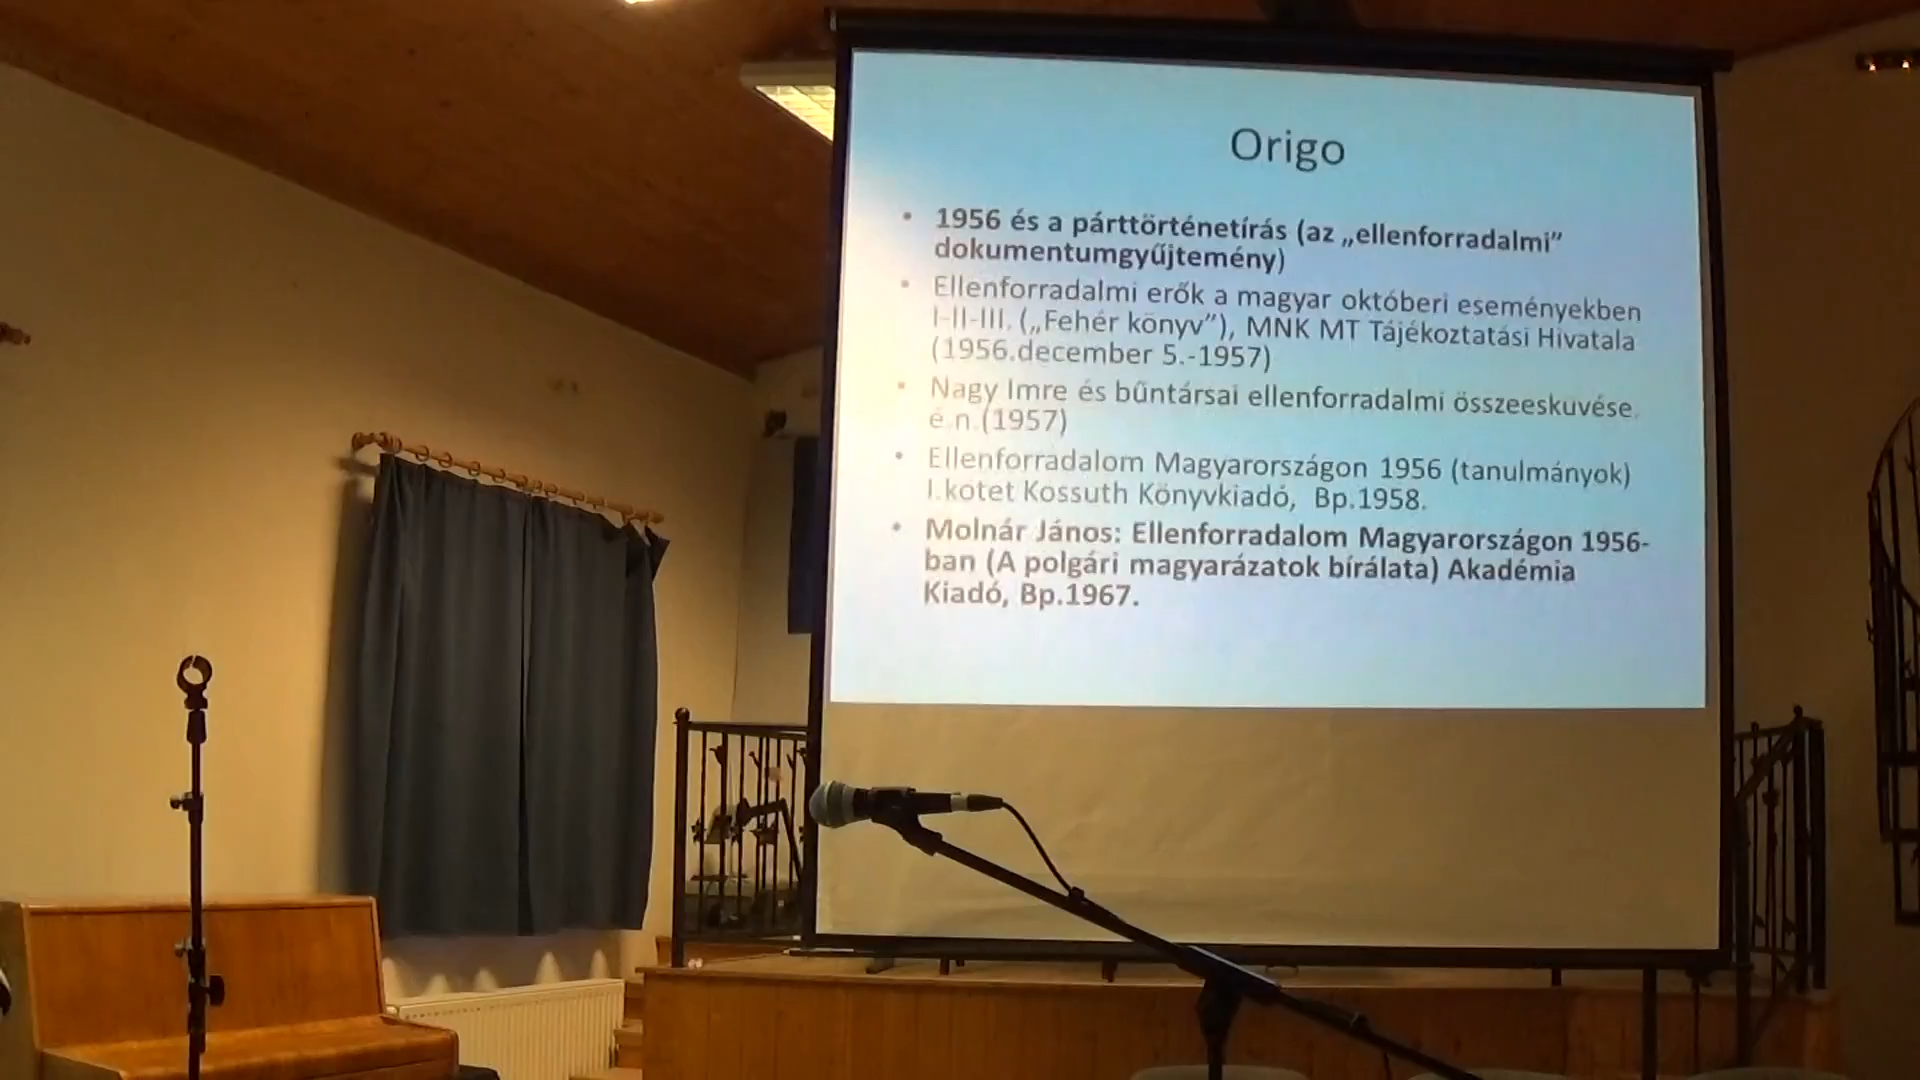 Origo
• 1956 és a párttörténetírás (az „ellenforradalmi”
dokumentumgyűjtemény)
• Ellenforradalmi erők a magyar októberi eseményekben
I-II-III. („Fehér könyv”), MNK MT Tájékoztatási Hivatala
(1956.december 5.-1957)
• Nagy Imre és bűntársai ellenforradalmi összeeskuvése.
é.n.(1957)
• Ellenforradalom Magyarországon 1956 (tanulmányok)
I.kotet Kossuth Könyvkiadó, Bp.1958.
• Molnár János: Ellenforradalom Magyarországon 1956-
ban (A polgári magyarázatok bírálata) Akadémia
Kiadó, Bp.1967.